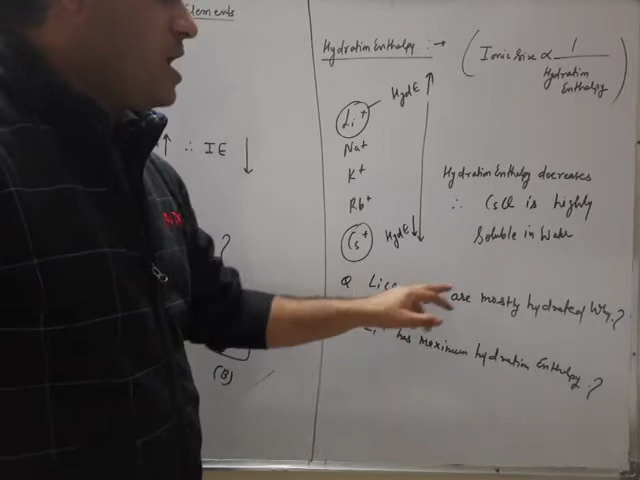 Elements
↑ ∴ IE ↓
?
(B)
Hydration Enthalpy :→ (Ionic Size ∝ 1 / Hydration Enthalpy)
Li⁺ HydE ↑
Na⁺
K⁺
Rb⁺
Cs⁺ HydE ↓
Hydration Enthalpy decreases
∴ CsCl is highly
Soluble in Water
Q are mostly hydrated Why?
has maximum hydration Enthalpy ?